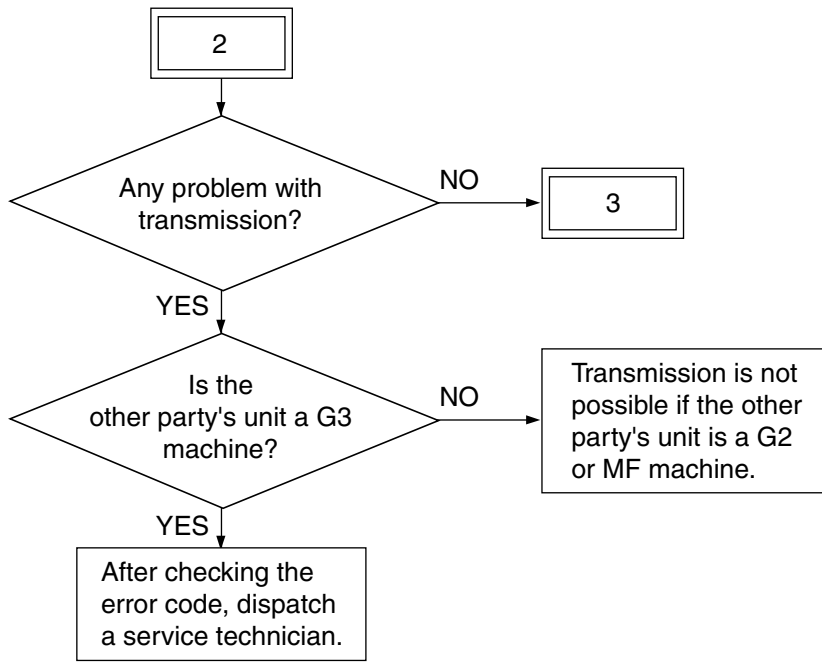 2
Any problem with
transmission?
NO
3
YES
Is the
other party's unit a G3
machine?
NO
Transmission is not
possible if the other
party's unit is a G2
or MF machine.
YES
After checking the
error code, dispatch
a service technician.